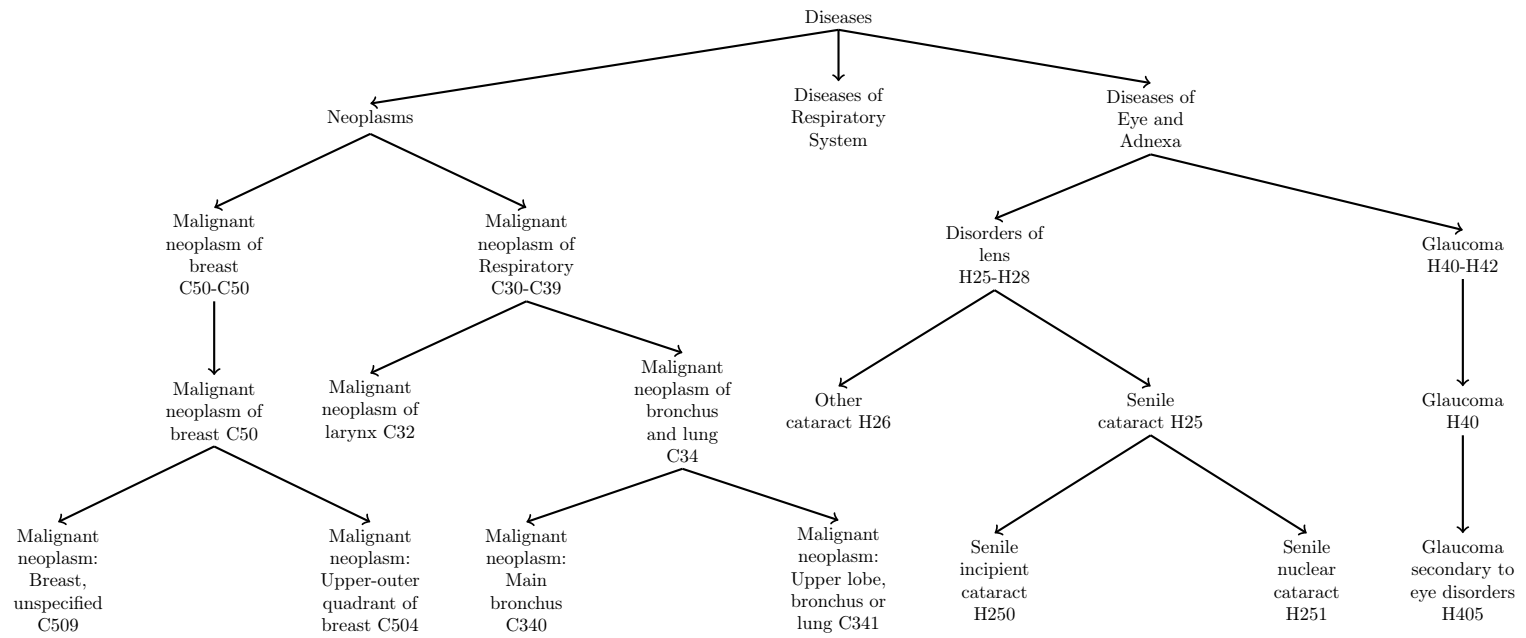 Diseases
Neoplasms
Diseases of
Respiratory
System
Diseases of
Eye and
Adnexa
Malignant
neoplasm of
breast
C50-C50
Malignant
neoplasm of
Respiratory
C30-C39
Disorders of
lens
H25-H28
Glaucoma
H40-H42
Malignant
neoplasm of
breast C50
Malignant
neoplasm of
larynx C32
Malignant
neoplasm of
bronchus
and lung
C34
Other
cataract H26
Senile
cataract H25
Glaucoma
H40
Malignant
neoplasm:
Breast,
unspecified
C509
Malignant
neoplasm:
Upper-outer
quadrant of
breast C504
Malignant
neoplasm:
Main
bronchus
C340
Malignant
neoplasm:
Upper lobe,
bronchus or
lung C341
Senile
incipient
cataract
H250
Senile
nuclear
cataract
H251
Glaucoma
secondary to
eye disorders
H405